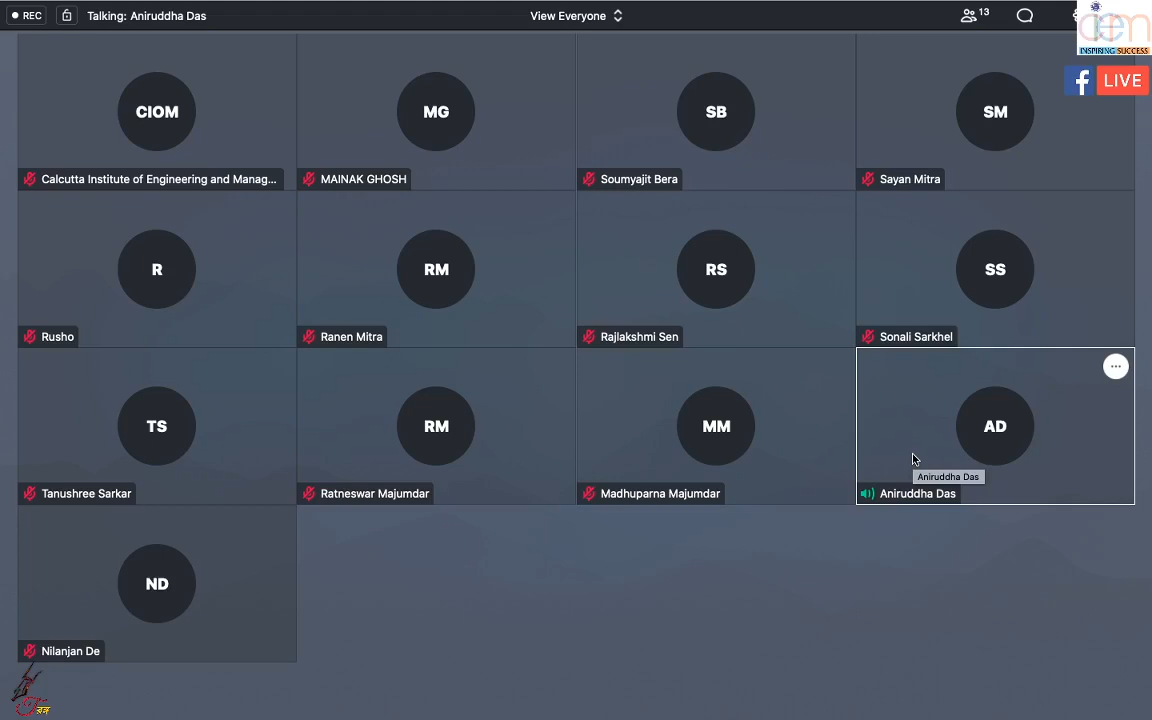 REC
Talking: Aniruddha Das
View Everyone
13
INSPIRING SUCCESS
f LIVE
CIOM
Calcutta Institute of Engineering and Manag...
MG
MAINAK GHOSH
SB
Soumyajit Bera
SM
Sayan Mitra
R
Rusho
RM
Ranen Mitra
RS
Rajlakshmi Sen
SS
Sonali Sarkhel
TS
Tanushree Sarkar
RM
Ratneswar Majumdar
MM
Madhuparna Majumdar
AD
Aniruddha Das
Aniruddha Das
ND
Nilanjan De